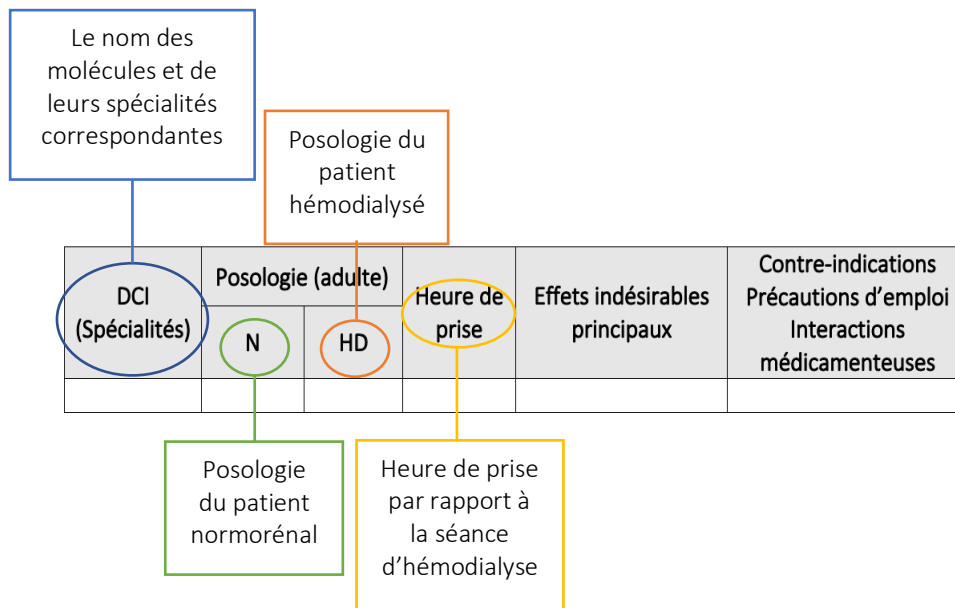 Le nom des
molécules et de
leurs spécialités
correspondantes
Posologie du
patient
hémodialysé
DCI
(Spécialités)
Posologie (adulte)
N
HD
Heure de
prise
Effets indésirables
principaux
Contre-indications
Précautions d’emploi
Interactions
médicamenteuses
Posologie
du patient
normorénal
Heure de prise
par rapport à
la séance
d’hémodialyse